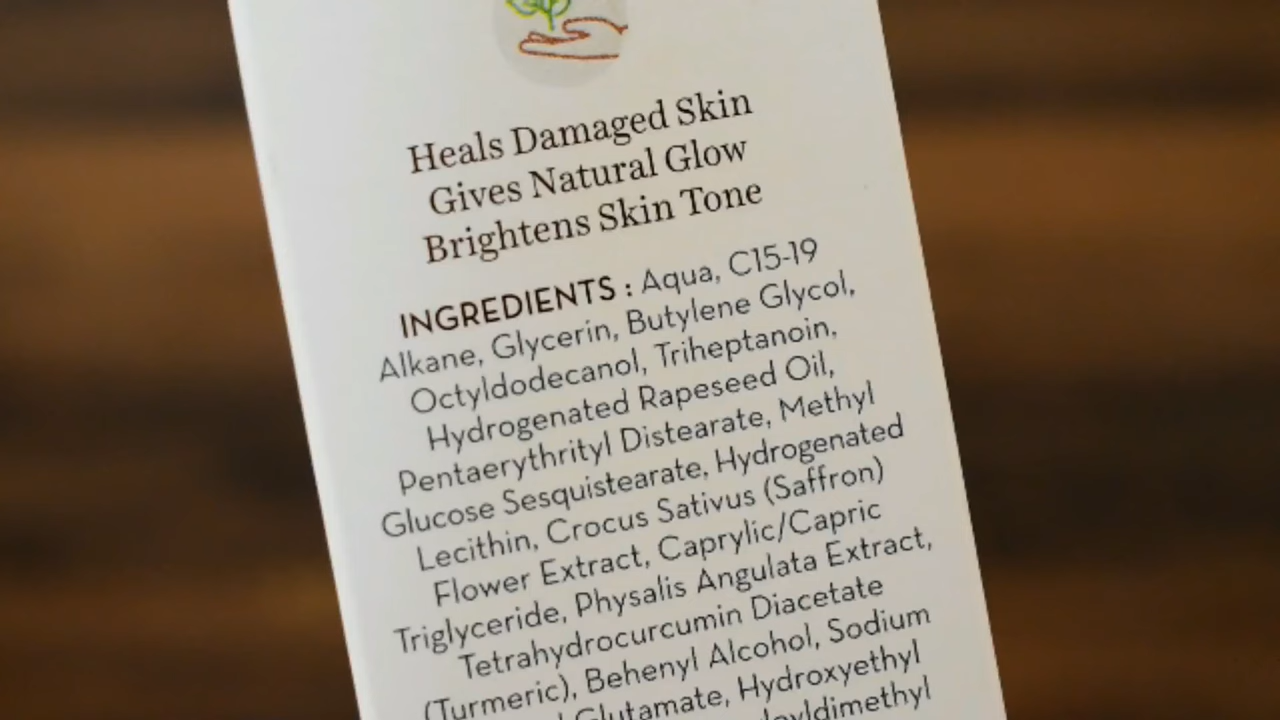 Heals Damaged Skin
Gives Natural Glow
Brightens Skin Tone
INGREDIENTS : Aqua, C15-19
Alkane, Glycerin, Butylene Glycol,
Octyldodecanol, Triheptanoin,
Hydrogenated Rapeseed Oil,
Pentaerythrityl Distearate, Methyl
Glucose Sesquistearate, Hydrogenated
Lecithin, Crocus Sativus (Saffron)
Flower Extract, Caprylic/Capric
Triglyceride, Physalis Angulata Extract,
Tetrahydrocurcumin Diacetate
(Turmeric), Behenyl Alcohol, Sodium
Glutamate, Hydroxyethyl